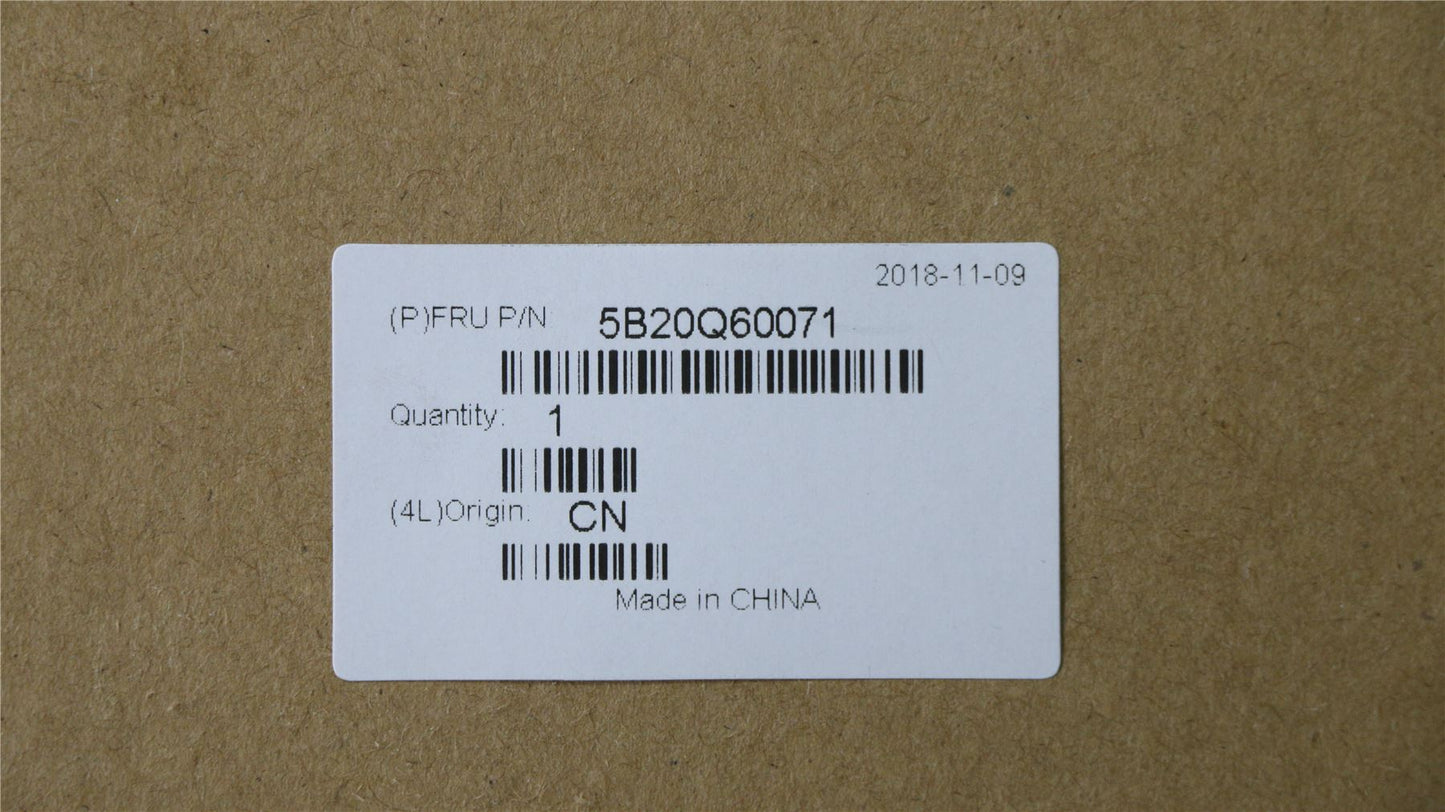 2018-11-09
(P)FRU P/N 5B20Q60071
Quantity: 1
(4L)Origin: CN
Made in CHINA